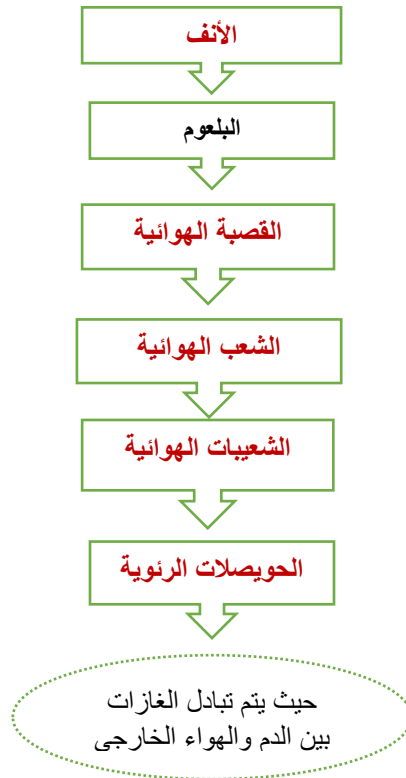 الأنف
البلعوم
القصبة الهوائية
الشعب الهوائية
الشعيبات الهوائية
الحويصلات الرئوية
حيث يتم تبادل الغازات
بين الدم والهواء الخارجى